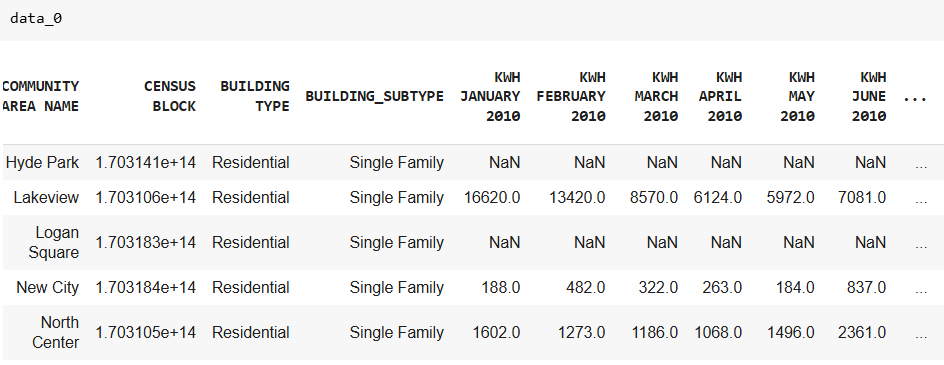 data_0
COMMUNITY AREA NAME CENSUS BLOCK BUILDING TYPE BUILDING_SUBTYPE KWH JANUARY 2010 KWH FEBRUARY 2010 KWH MARCH 2010 KWH APRIL 2010 KWH MAY 2010 KWH JUNE 2010 ...
Hyde Park 1.703141e+14 Residential Single Family NaN NaN NaN NaN NaN NaN ...
Lakeview 1.703106e+14 Residential Single Family 16620.0 13420.0 8570.0 6124.0 5972.0 7081.0 ...
Logan Square 1.703183e+14 Residential Single Family NaN NaN NaN NaN NaN NaN ...
New City 1.703184e+14 Residential Single Family 188.0 482.0 322.0 263.0 184.0 837.0 ...
North Center 1.703105e+14 Residential Single Family 1602.0 1273.0 1186.0 1068.0 1496.0 2361.0 ...